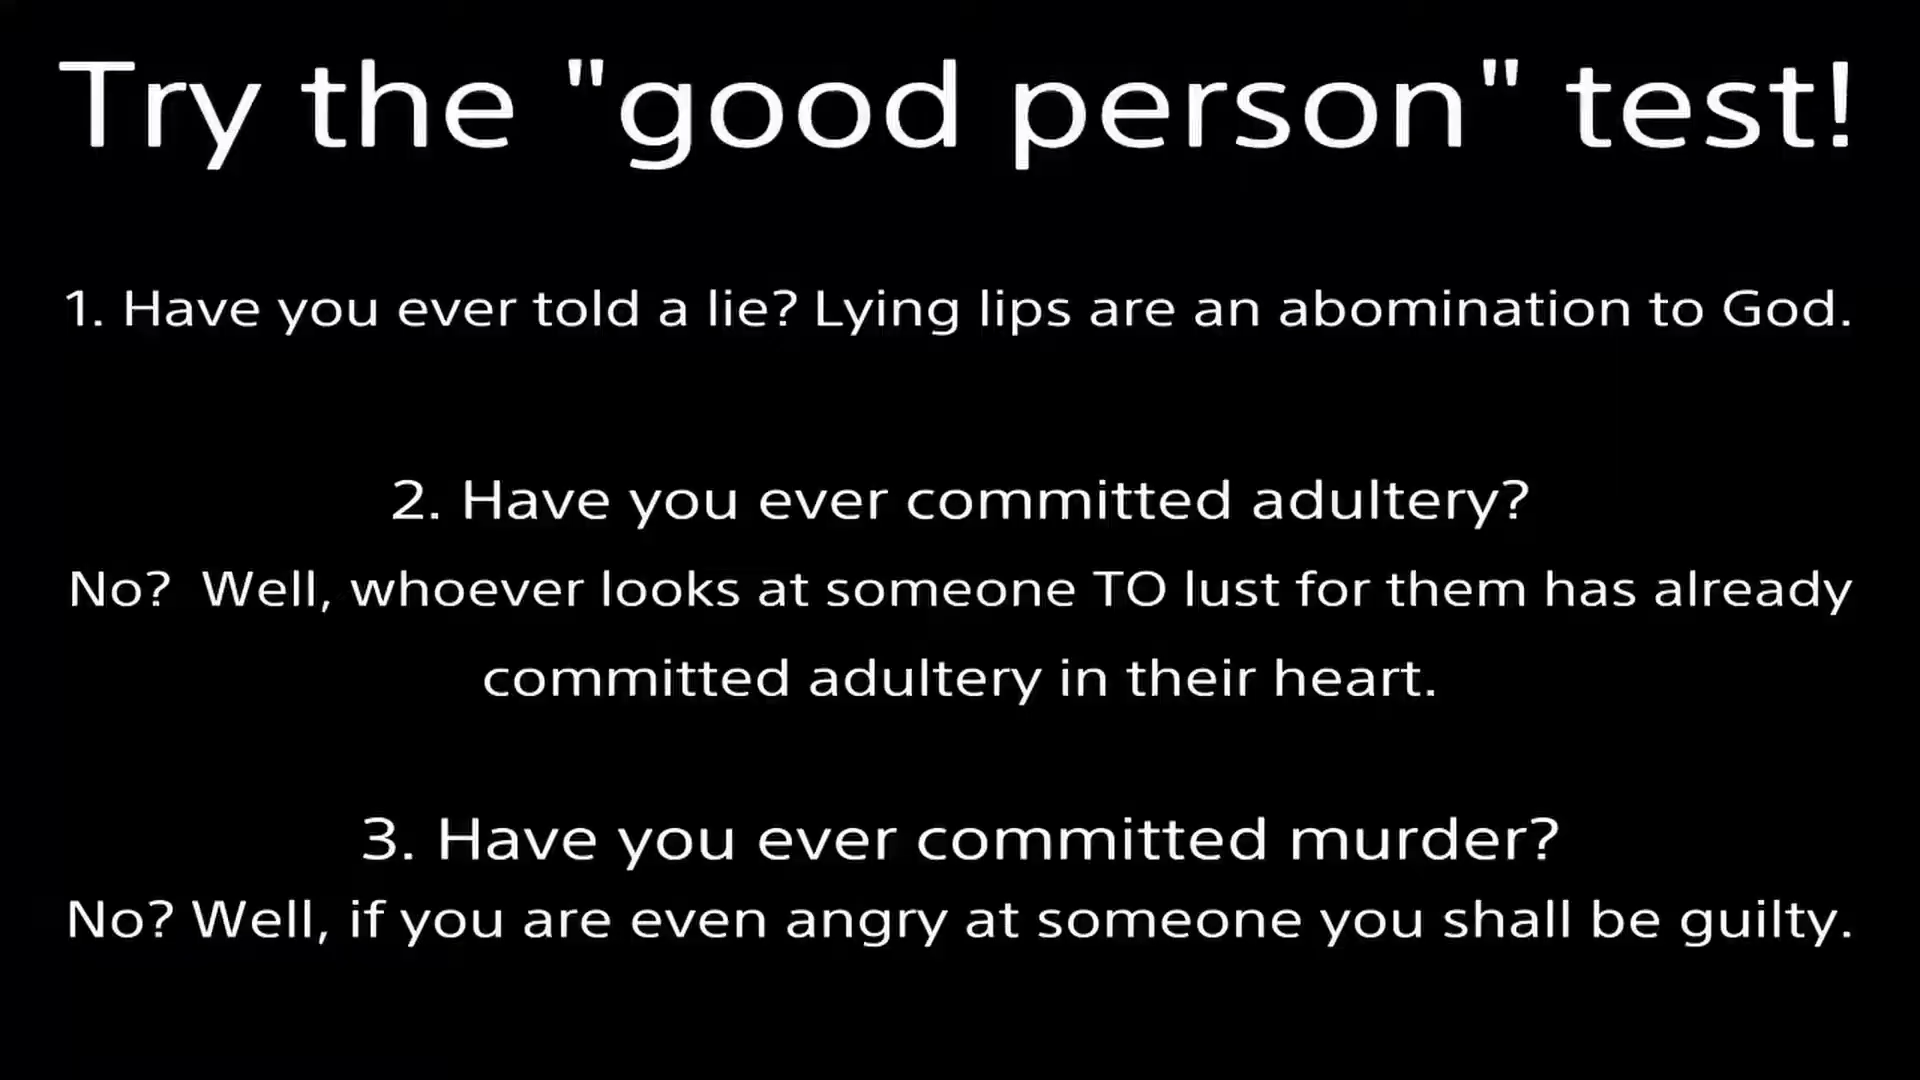 Try the "good person" test!
1. Have you ever told a lie? Lying lips are an abomination to God.
2. Have you ever committed adultery?
No?  Well, whoever looks at someone TO lust for them has already
committed adultery in their heart.
3. Have you ever committed murder?
No? Well, if you are even angry at someone you shall be guilty.